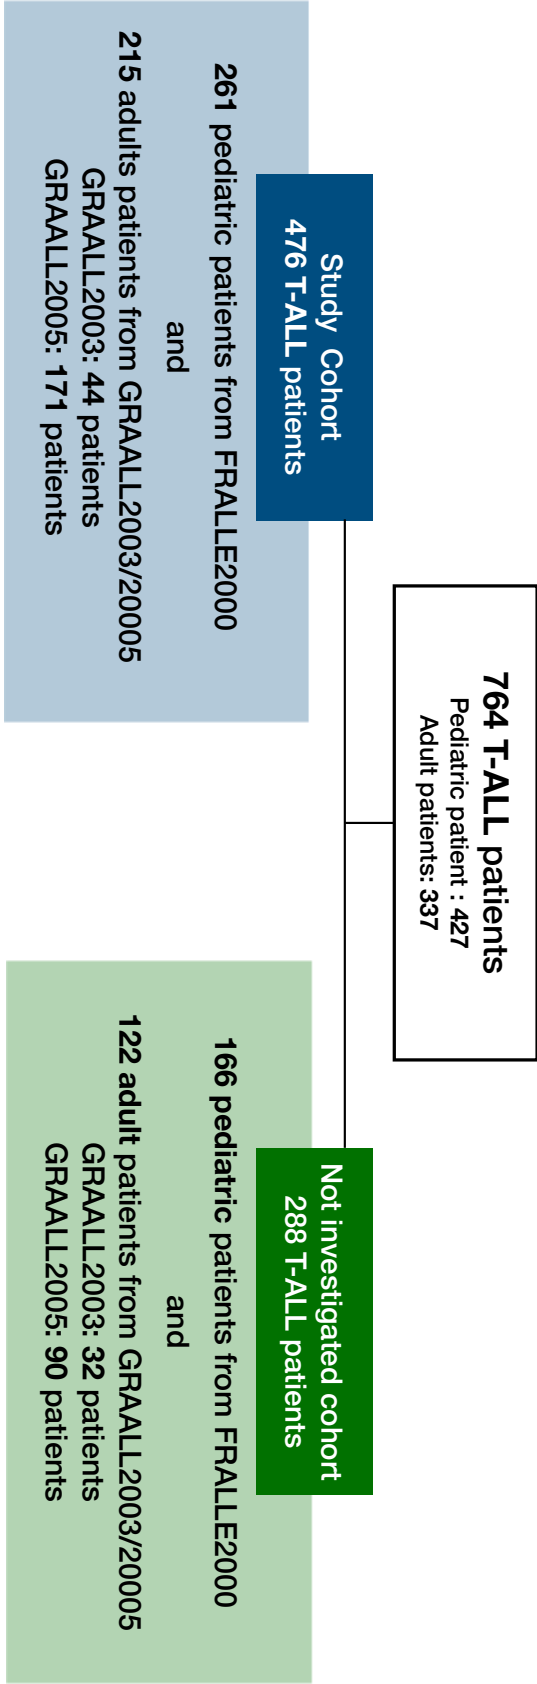 764 T-ALL patients
Pediatric patient : 427
Adult patients: 337
Study Cohort
476 T-ALL patients
261 pediatric patients from FRALLE2000
and
215 adults patients from GRAALL2003/20005
GRAALL2003: 44 patients
GRAALL2005: 171 patients
Not investigated cohort
288 T-ALL patients
166 pediatric patients from FRALLE2000
and
122 adult patients from GRAALL2003/20005
GRAALL2003: 32 patients
GRAALL2005: 90 patients